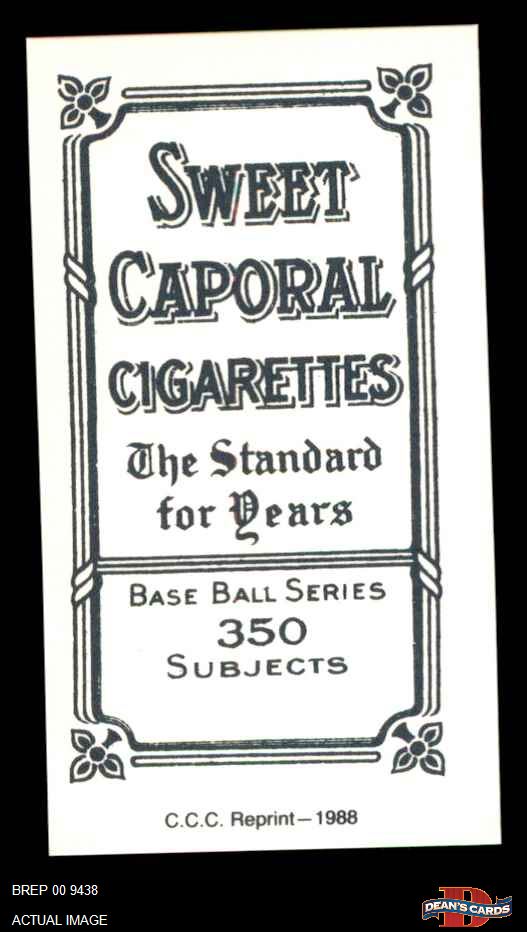 SWEET
CAPORAL
CIGARETTES
The Standard
for Years
BASE BALL SERIES
350
SUBJECTS
C.C.C. Reprint—1988
BREP 00 9438
ACTUAL IMAGE
D
DEAN'S CARDS